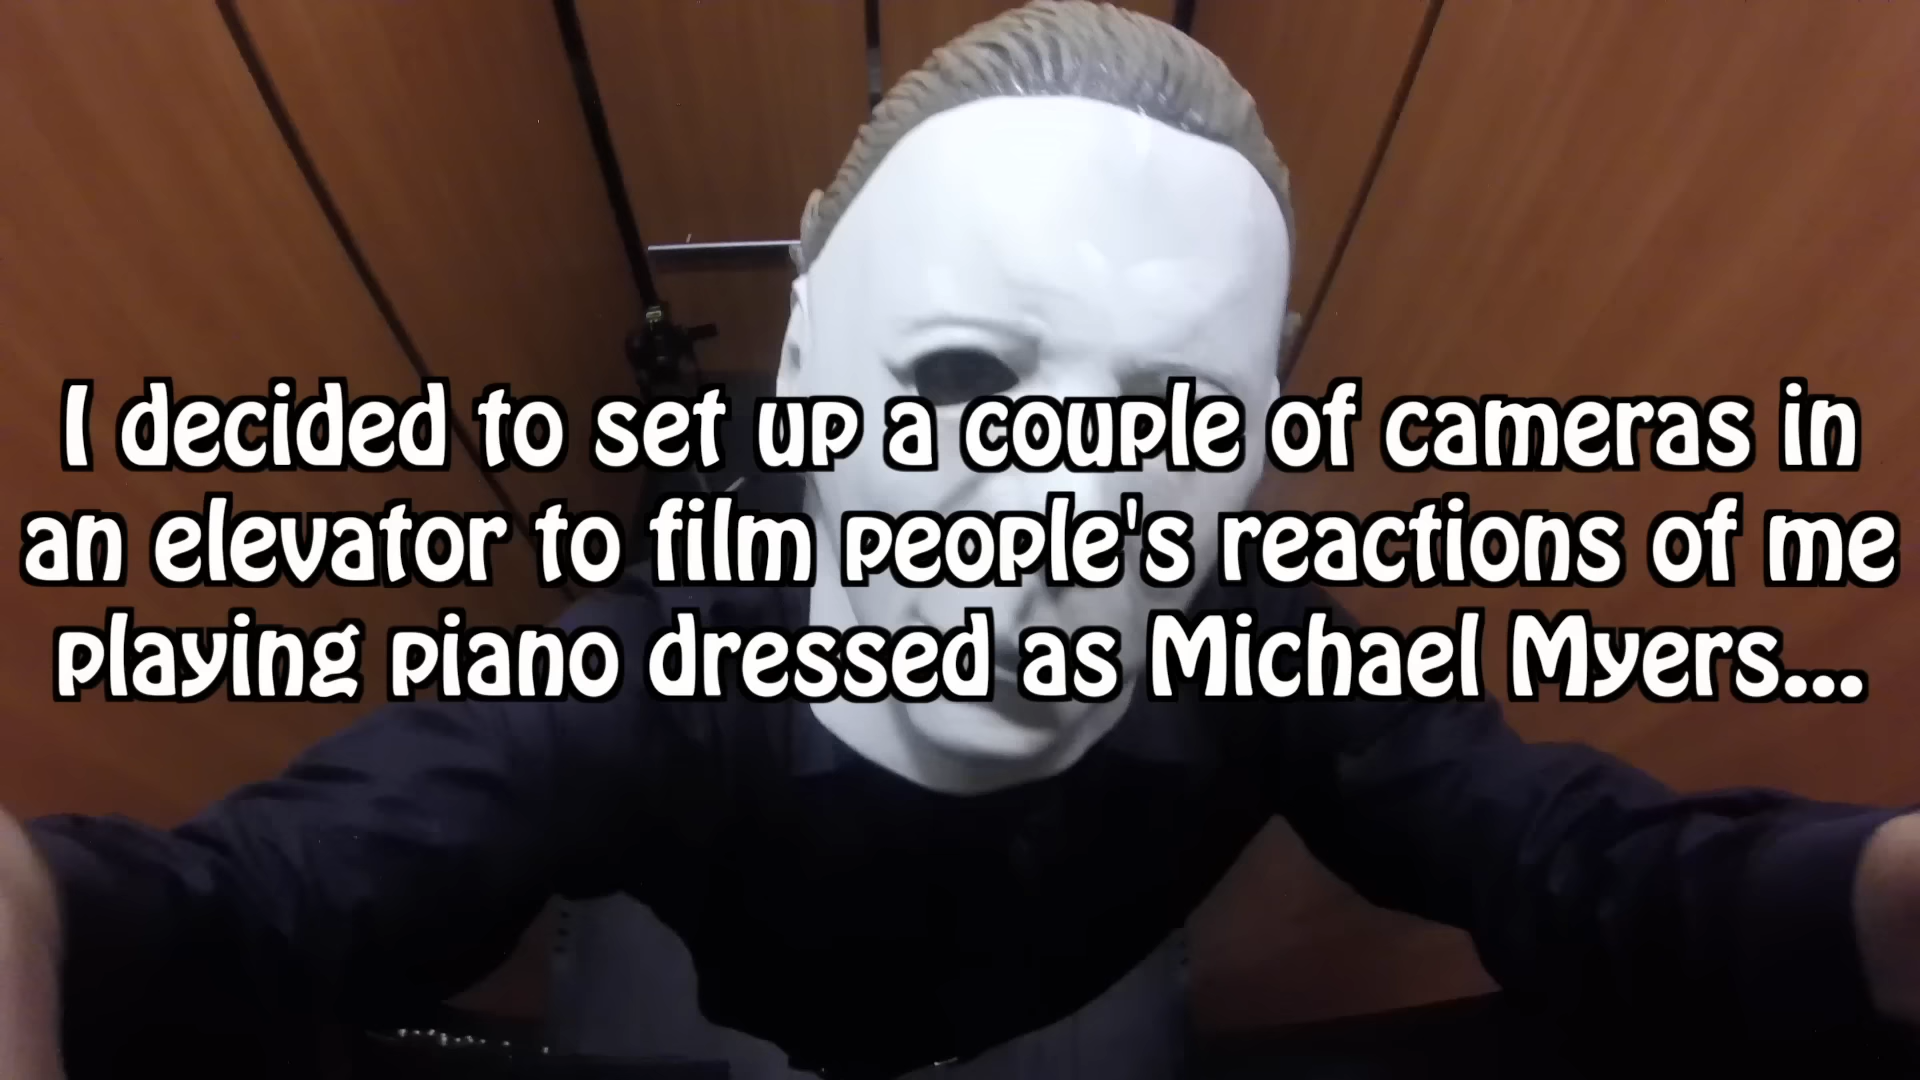 I decided to set up a couple of cameras in
an elevator to film people's reactions of me
playing piano dressed as Michael Myers...